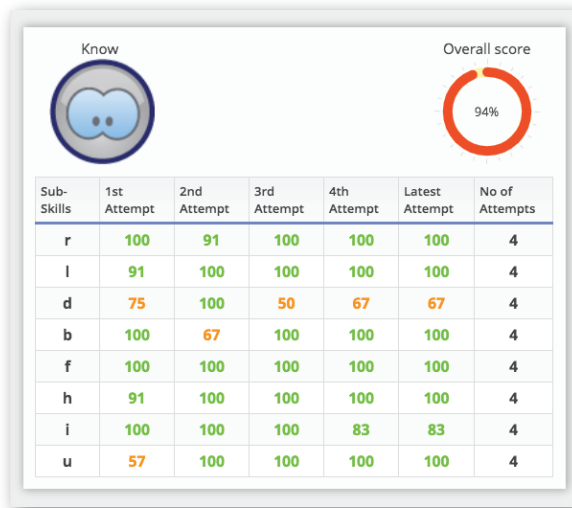 Know
Overall score
94%
Sub-Skills 1st Attempt 2nd Attempt 3rd Attempt 4th Attempt Latest Attempt No of Attempts
r 100 91 100 100 100 4
l 91 100 100 100 100 4
d 75 100 50 67 67 4
b 100 67 100 100 100 4
f 100 100 100 100 100 4
h 91 100 100 100 100 4
i 100 100 100 83 83 4
u 57 100 100 100 100 4